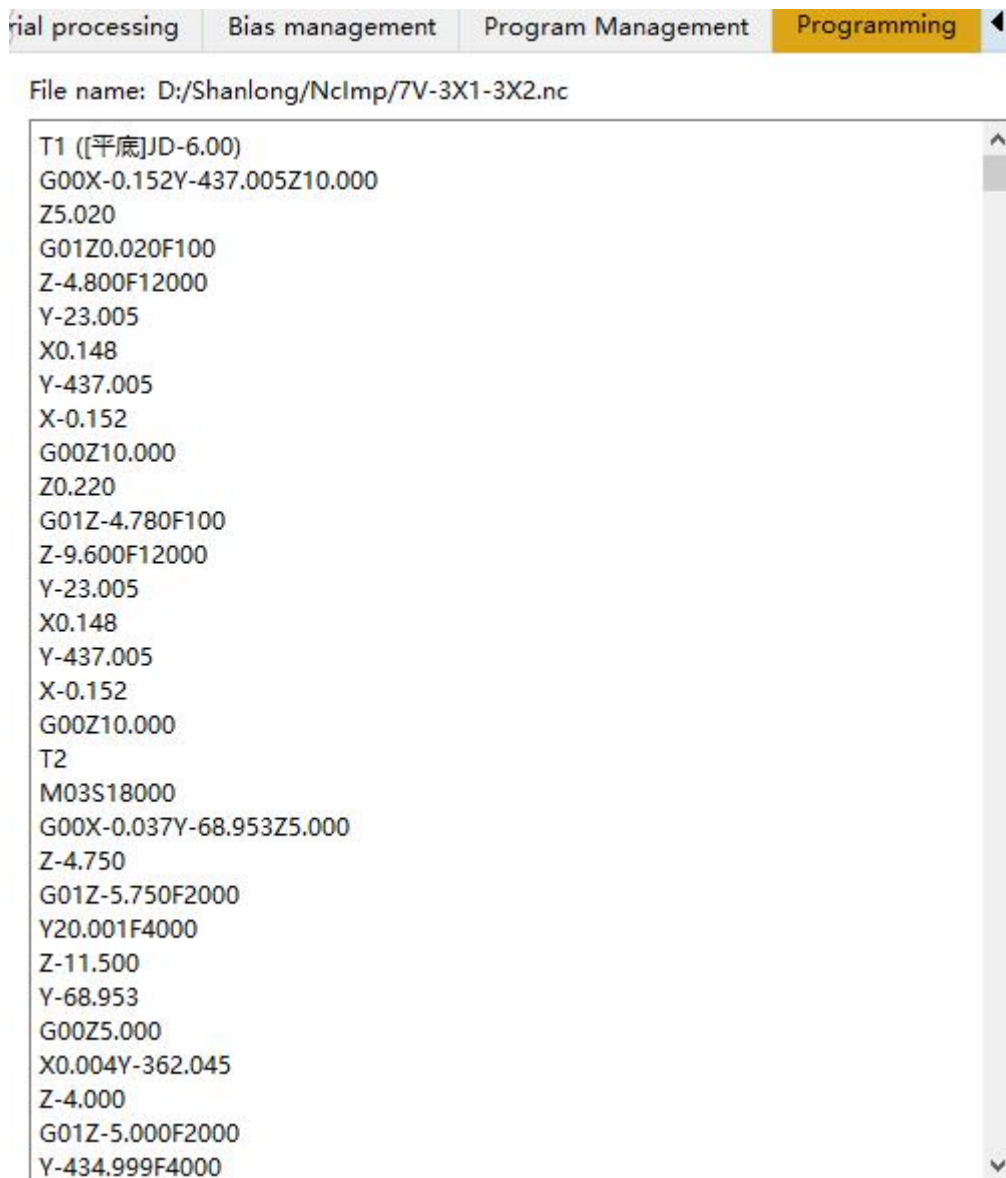 rial processing Bias management Program Management Programming
File name: D:/Shanlong/NcImp/7V-3X1-3X2.nc
T1 ([平底]JD-6.00)
G00X-0.152Y-437.005Z10.000
Z5.020
G01Z0.020F100
Z-4.800F12000
Y-23.005
X0.148
Y-437.005
X-0.152
G00Z10.000
Z0.220
G01Z-4.780F100
Z-9.600F12000
Y-23.005
X0.148
Y-437.005
X-0.152
G00Z10.000
T2
M03S18000
G00X-0.037Y-68.953Z5.000
Z-4.750
G01Z-5.750F2000
Y20.001F4000
Z-11.500
Y-68.953
G00Z5.000
X0.004Y-362.045
Z-4.000
G01Z-5.000F2000
Y-434.999F4000